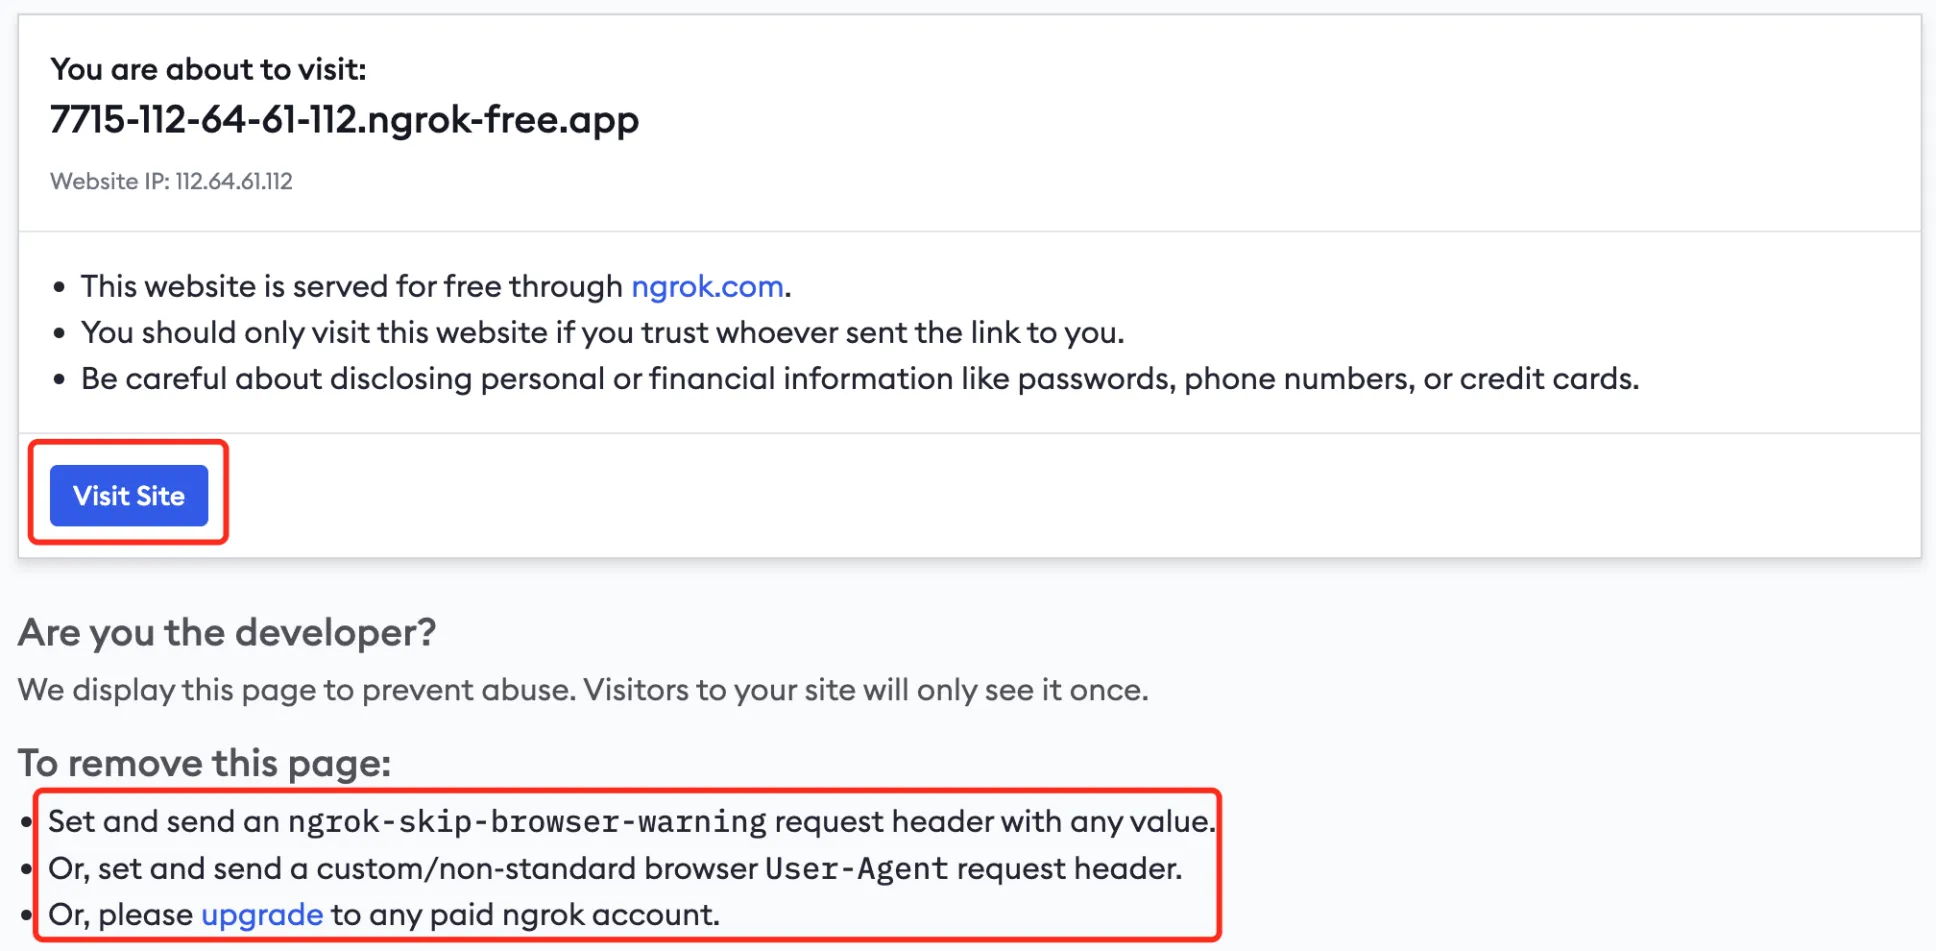 You are about to visit:
7715-112-64-61-112.ngrok-free.app
Website IP: 112.64.61.112
• This website is served for free through ngrok.com.
• You should only visit this website if you trust whoever sent the link to you.
• Be careful about disclosing personal or financial information like passwords, phone numbers, or credit cards.
Visit Site
Are you the developer?
We display this page to prevent abuse. Visitors to your site will only see it once.
To remove this page:
• Set and send an ngrok-skip-browser-warning request header with any value.
• Or, set and send a custom/non-standard browser User-Agent request header.
• Or, please upgrade to any paid ngrok account.